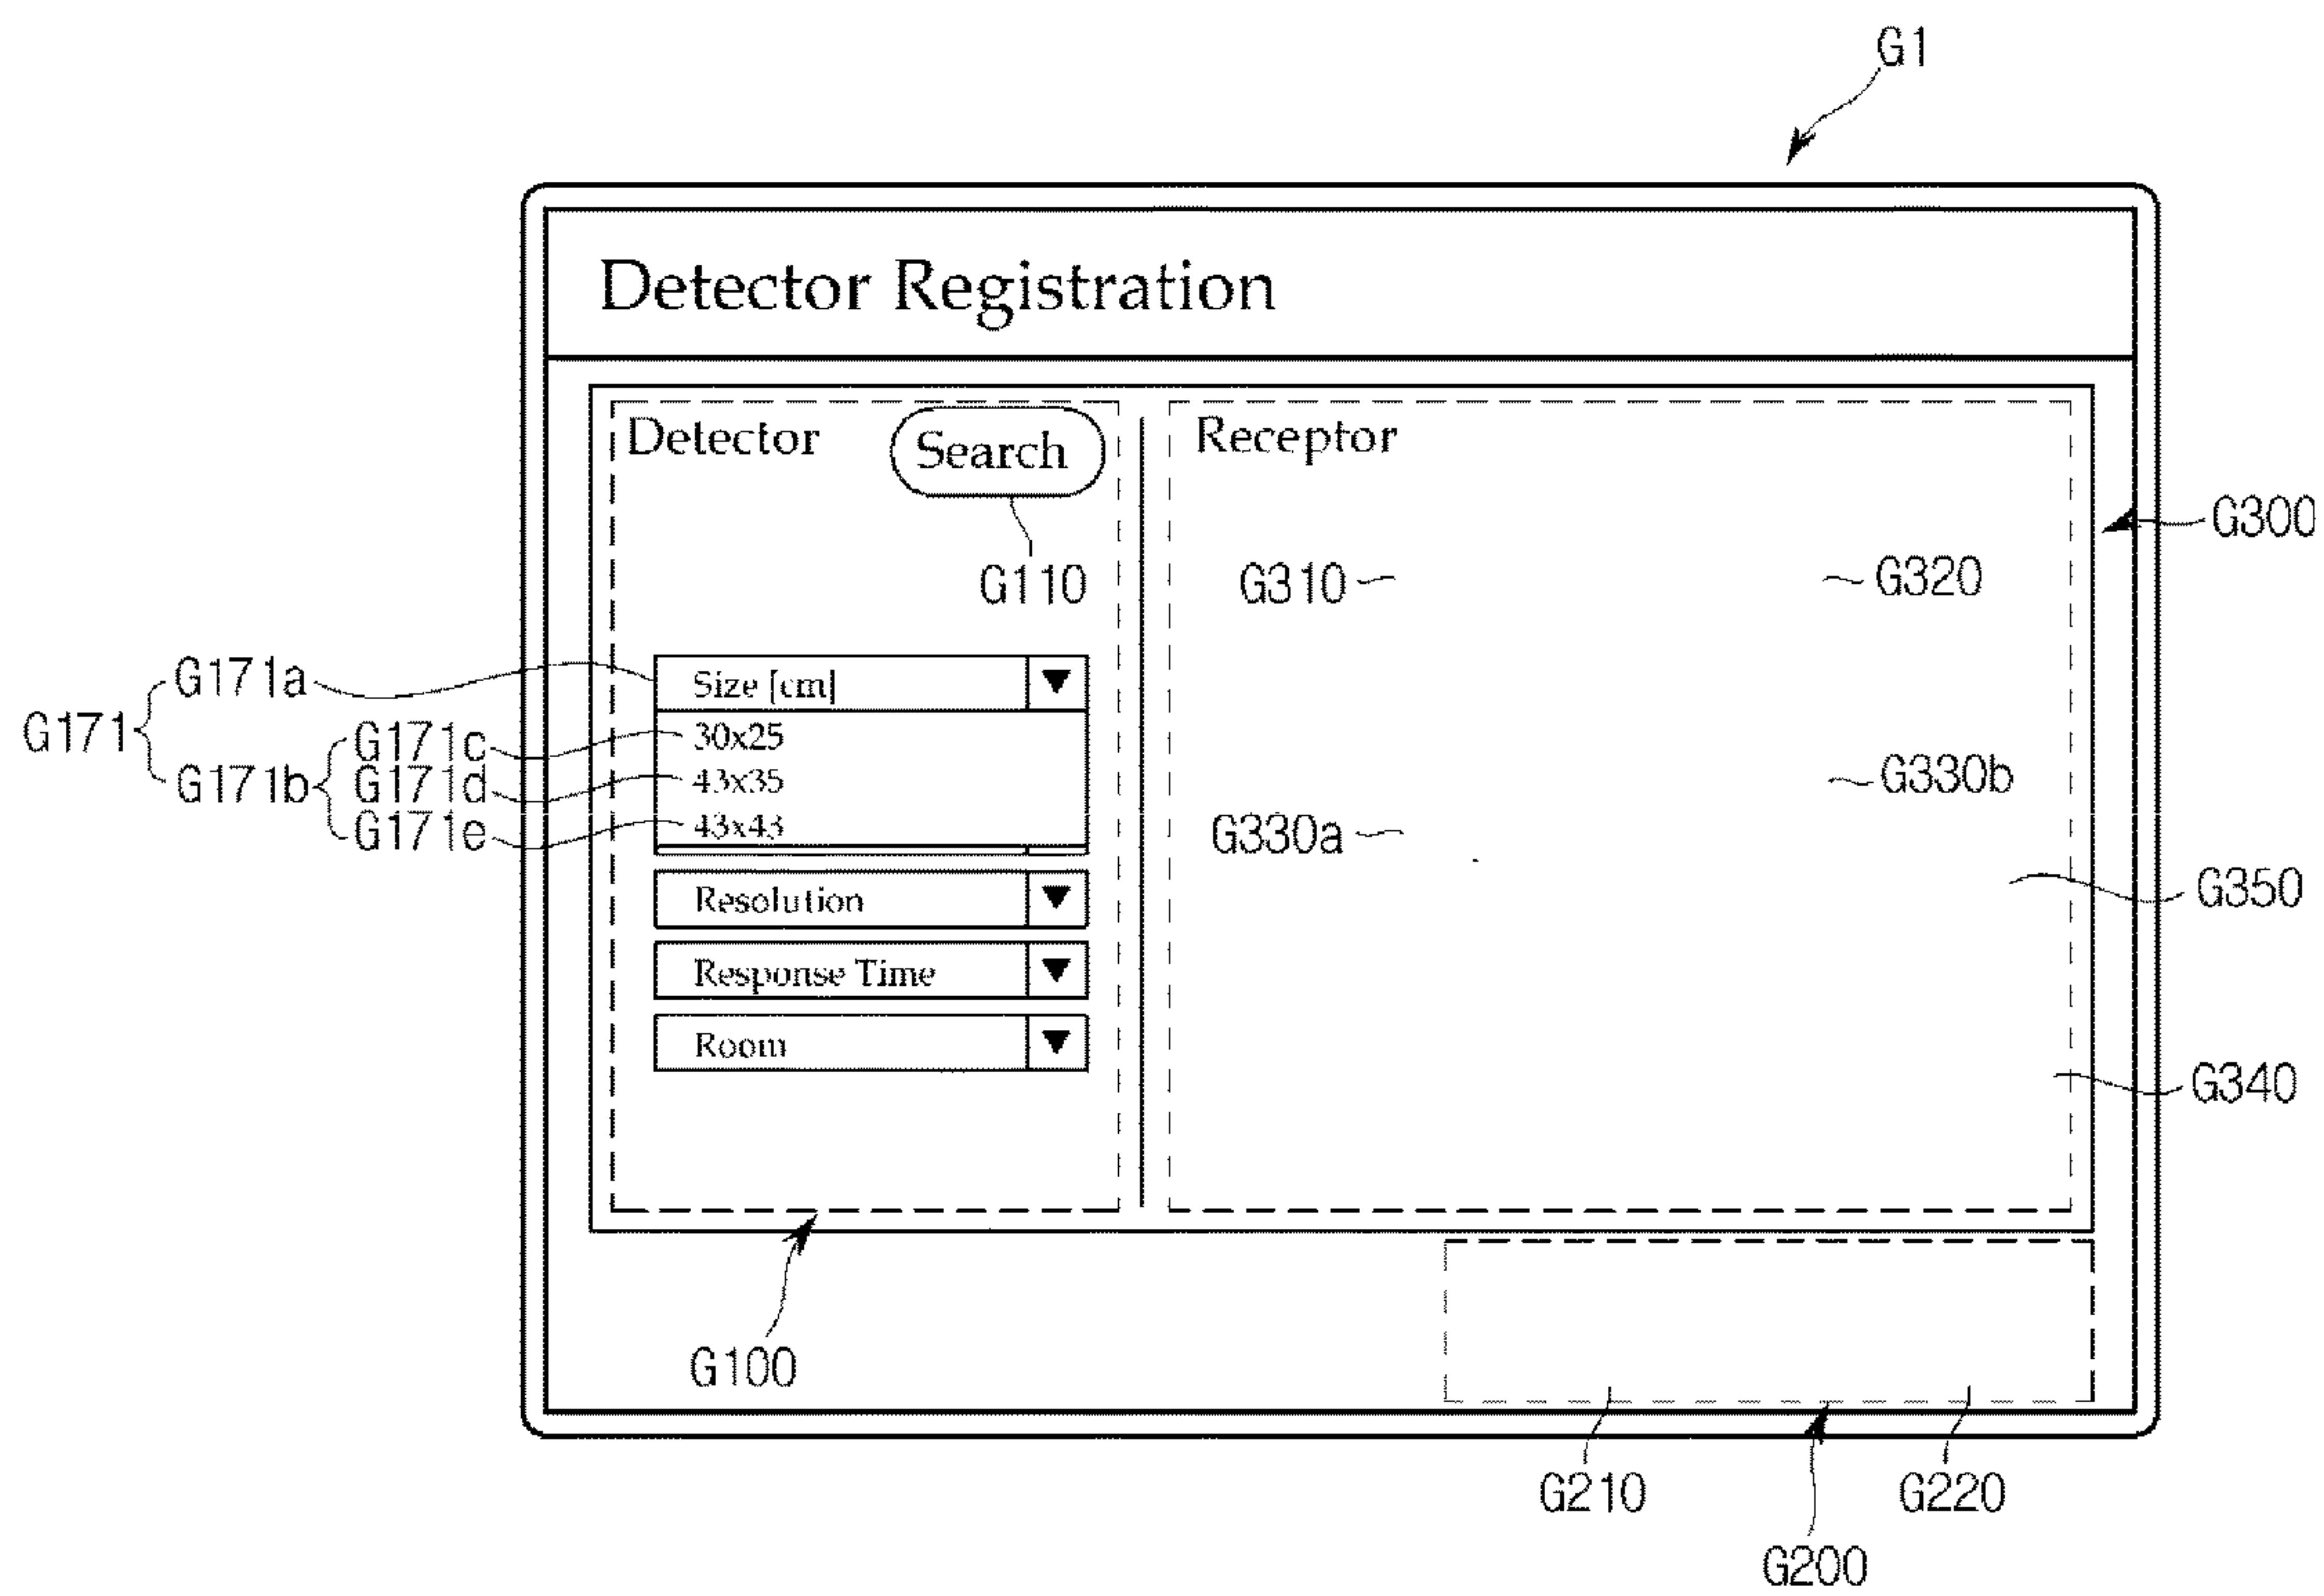 G1
Detector Registration
Detector
Search
Receptor
G300
G110
G310
G320
G171a
Size [cm]
G171
G171c
30x25
G171b
G171d
43x35
G330b
G171e
43x43
G330a
Resolution
G350
Response Time
Room
G340
G100
G210
G220
G200